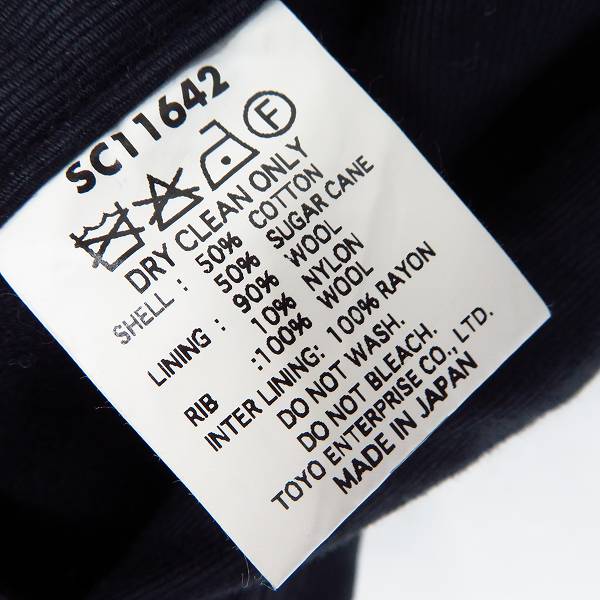 SC11642
F
DRY CLEAN ONLY
SHELL : 50% COTTON
50% SUGAR CANE
LINING : 90% WOOL
10% NYLON
RIB :100% WOOL
INTER LINING: 100% RAYON
DO NOT WASH.
DO NOT BLEACH.
TOYO ENTERPRISE CO., LTD.
MADE IN JAPAN